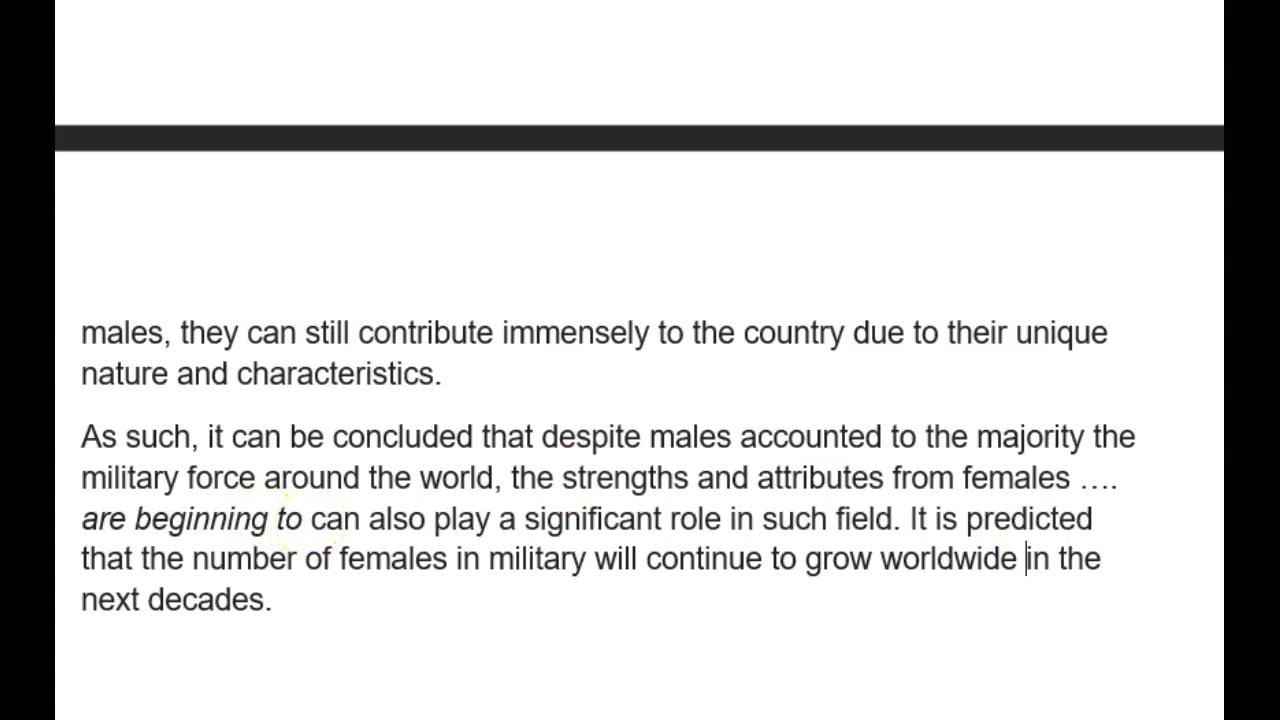 males, they can still contribute immensely to the country due to their unique
nature and characteristics.
As such, it can be concluded that despite males accounted to the majority the
military force around the world, the strengths and attributes from females ….
are beginning to can also play a significant role in such field. It is predicted
that the number of females in military will continue to grow worldwide in the
next decades.